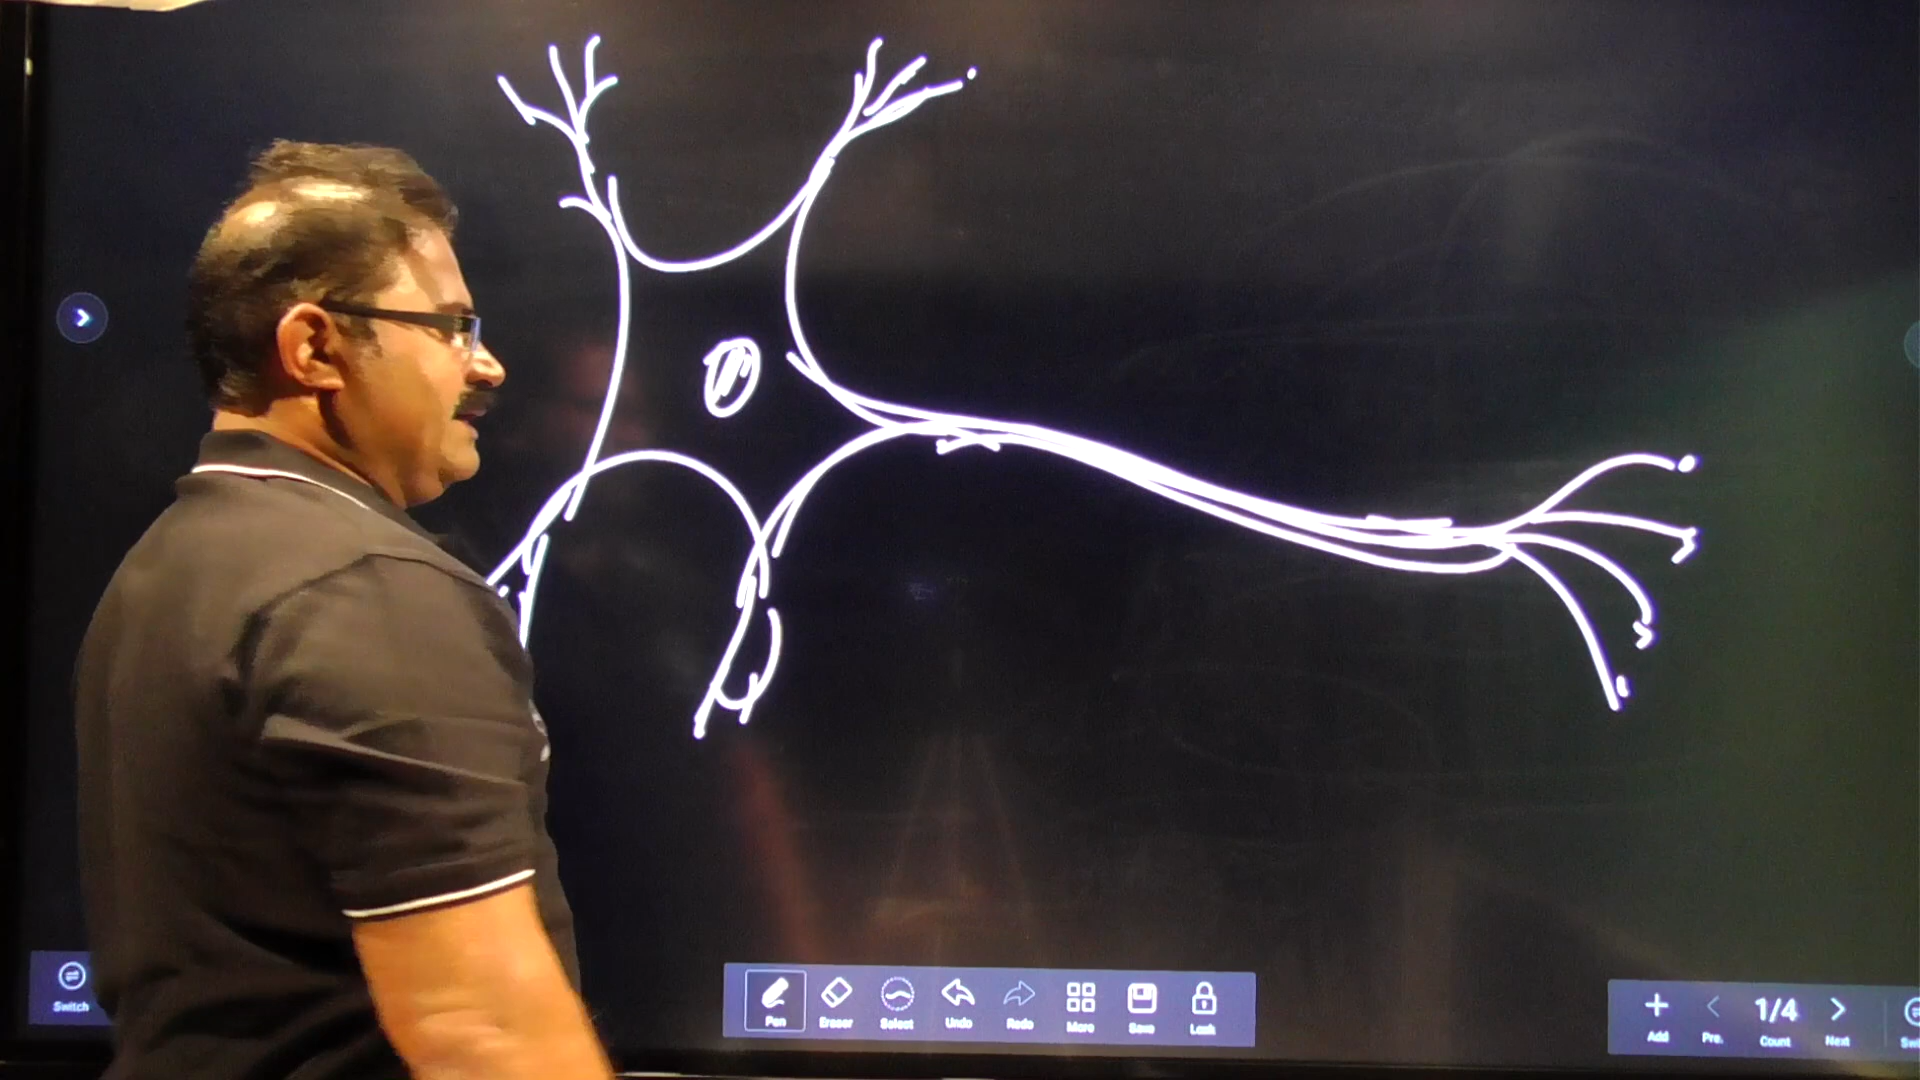 Switch
Pen Eraser Select Undo Redo More Save Lock
Add Pre. 1/4 Count Next